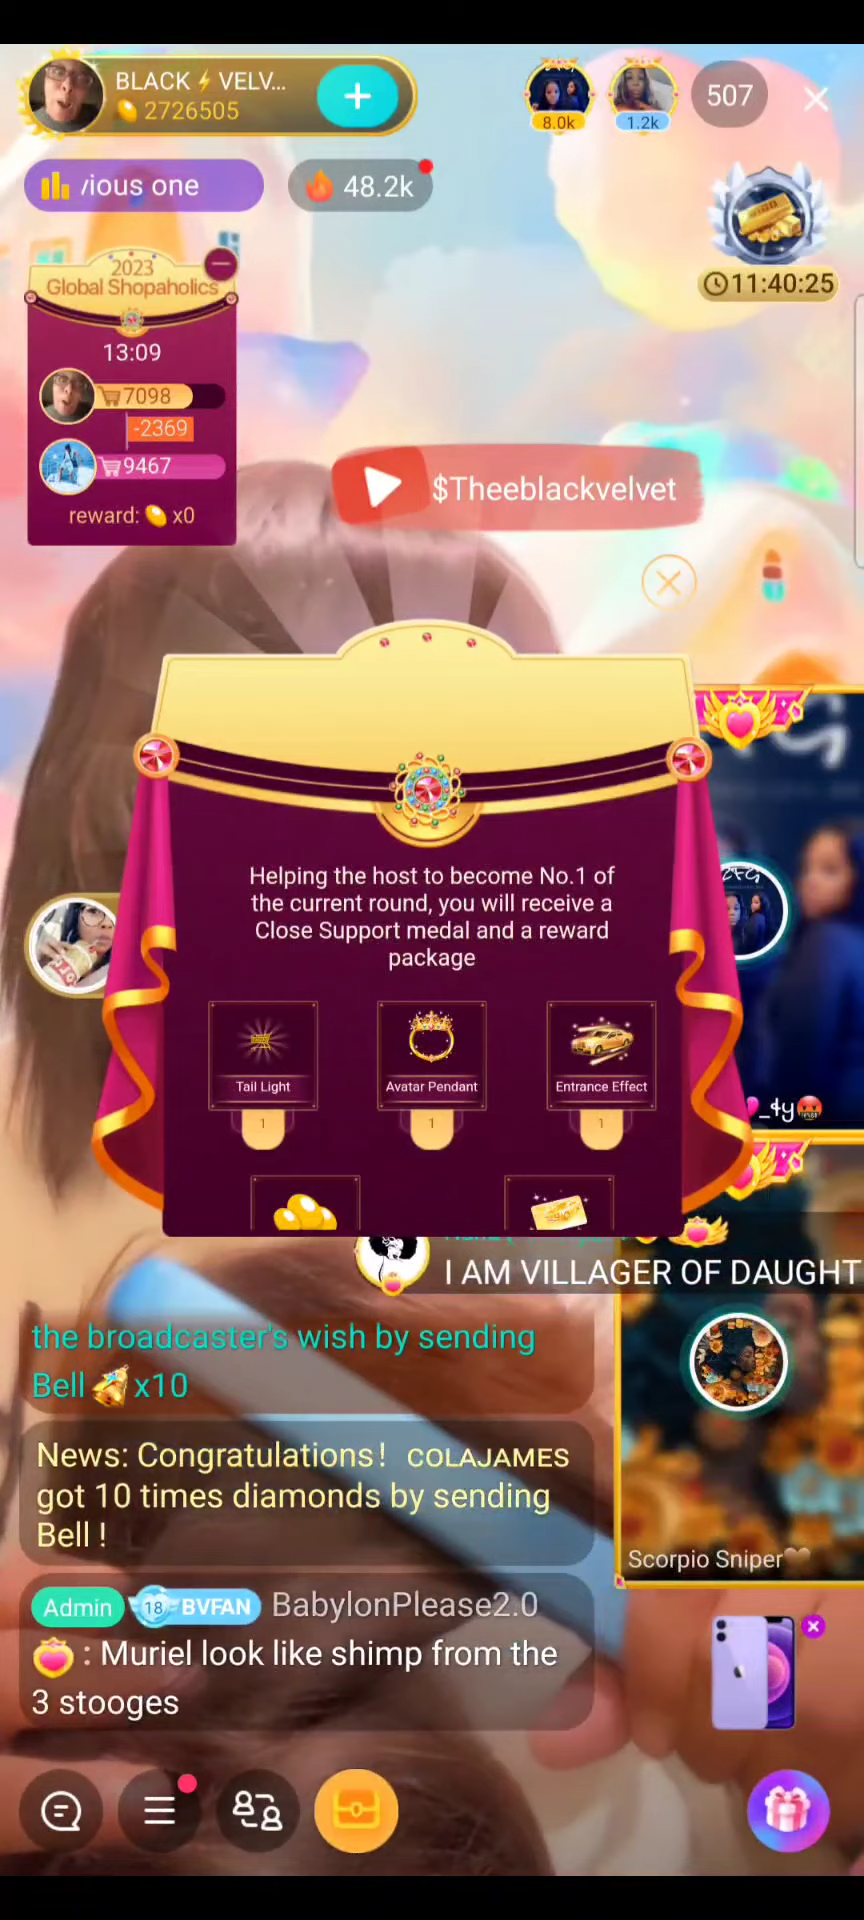 BLACK⚡VELV...
2726505
8.0k
1.2k
507
vious one
48.2k
11:40:25
2023
Global Shopaholics
13:09
7098
-2369
9467
reward: x0
$Theeblackvelvet
Helping the host to become No.1 of
the current round, you will receive a
Close Support medal and a reward
package
Tail Light
Avatar Pendant
Entrance Effect
1
1
1
_4y😡
I AM VILLAGER OF DAUGHT
the broadcaster's wish by sending
Bell x10
News: Congratulations! ᴄᴏʟᴀᴊᴀᴍᴇs
got 10 times diamonds by sending
Bell !
Scorpio Sniper🤎
Admin 18 BVFAN BabylonPlease2.0
: Muriel look like shimp from the
3 stooges